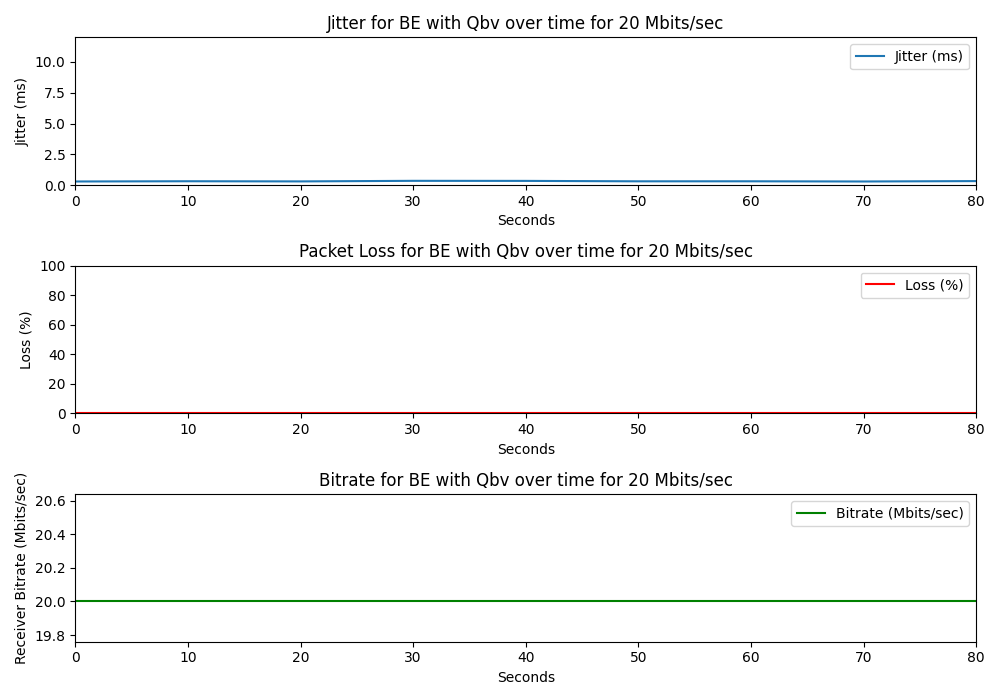 Jitter for BE with Qbv over time for 20 Mbits/sec
Jitter (ms)
10.0
7.5
5.0
2.5
0.0
Jitter (ms)
0 10 20 30 40 50 60 70 80
Seconds
Packet Loss for BE with Qbv over time for 20 Mbits/sec
Loss (%)
100
80
60
40
20
0
Loss (%)
0 10 20 30 40 50 60 70 80
Seconds
Bitrate for BE with Qbv over time for 20 Mbits/sec
Receiver Bitrate (Mbits/sec)
20.6
20.4
20.2
20.0
19.8
Bitrate (Mbits/sec)
0 10 20 30 40 50 60 70 80
Seconds